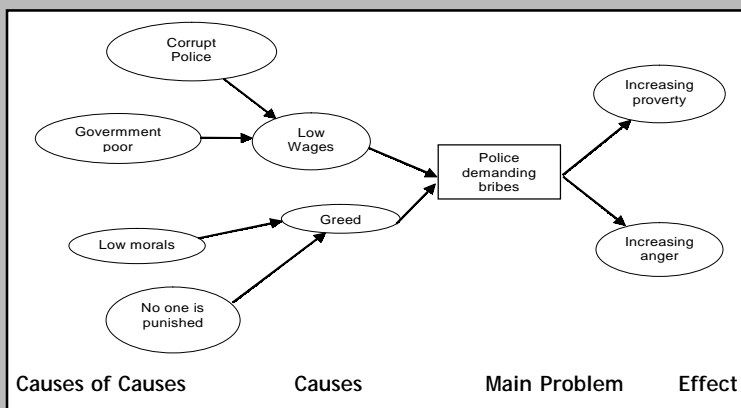 Corrupt
Police
Government
poor
Low
Wages
Low morals
Greed
No one is
punished
Police
demanding
bribes
Increasing
proverty
Increasing
anger
Causes of Causes
Causes
Main Problem
Effect